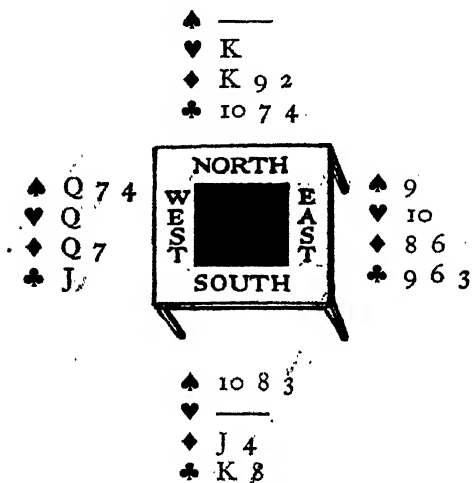 ♠ —
♥ K
♦ K 9 2
♣ 10 7 4
NORTH
♠ Q 7 4
♥ Q
♦ Q 7
♣ J
WEST
EAST
♠ 9
♥ 10
♦ 8 6
♣ 9 6 3
SOUTH
♠ 10 8 3
♥ —
♦ J 4
♣ K 8